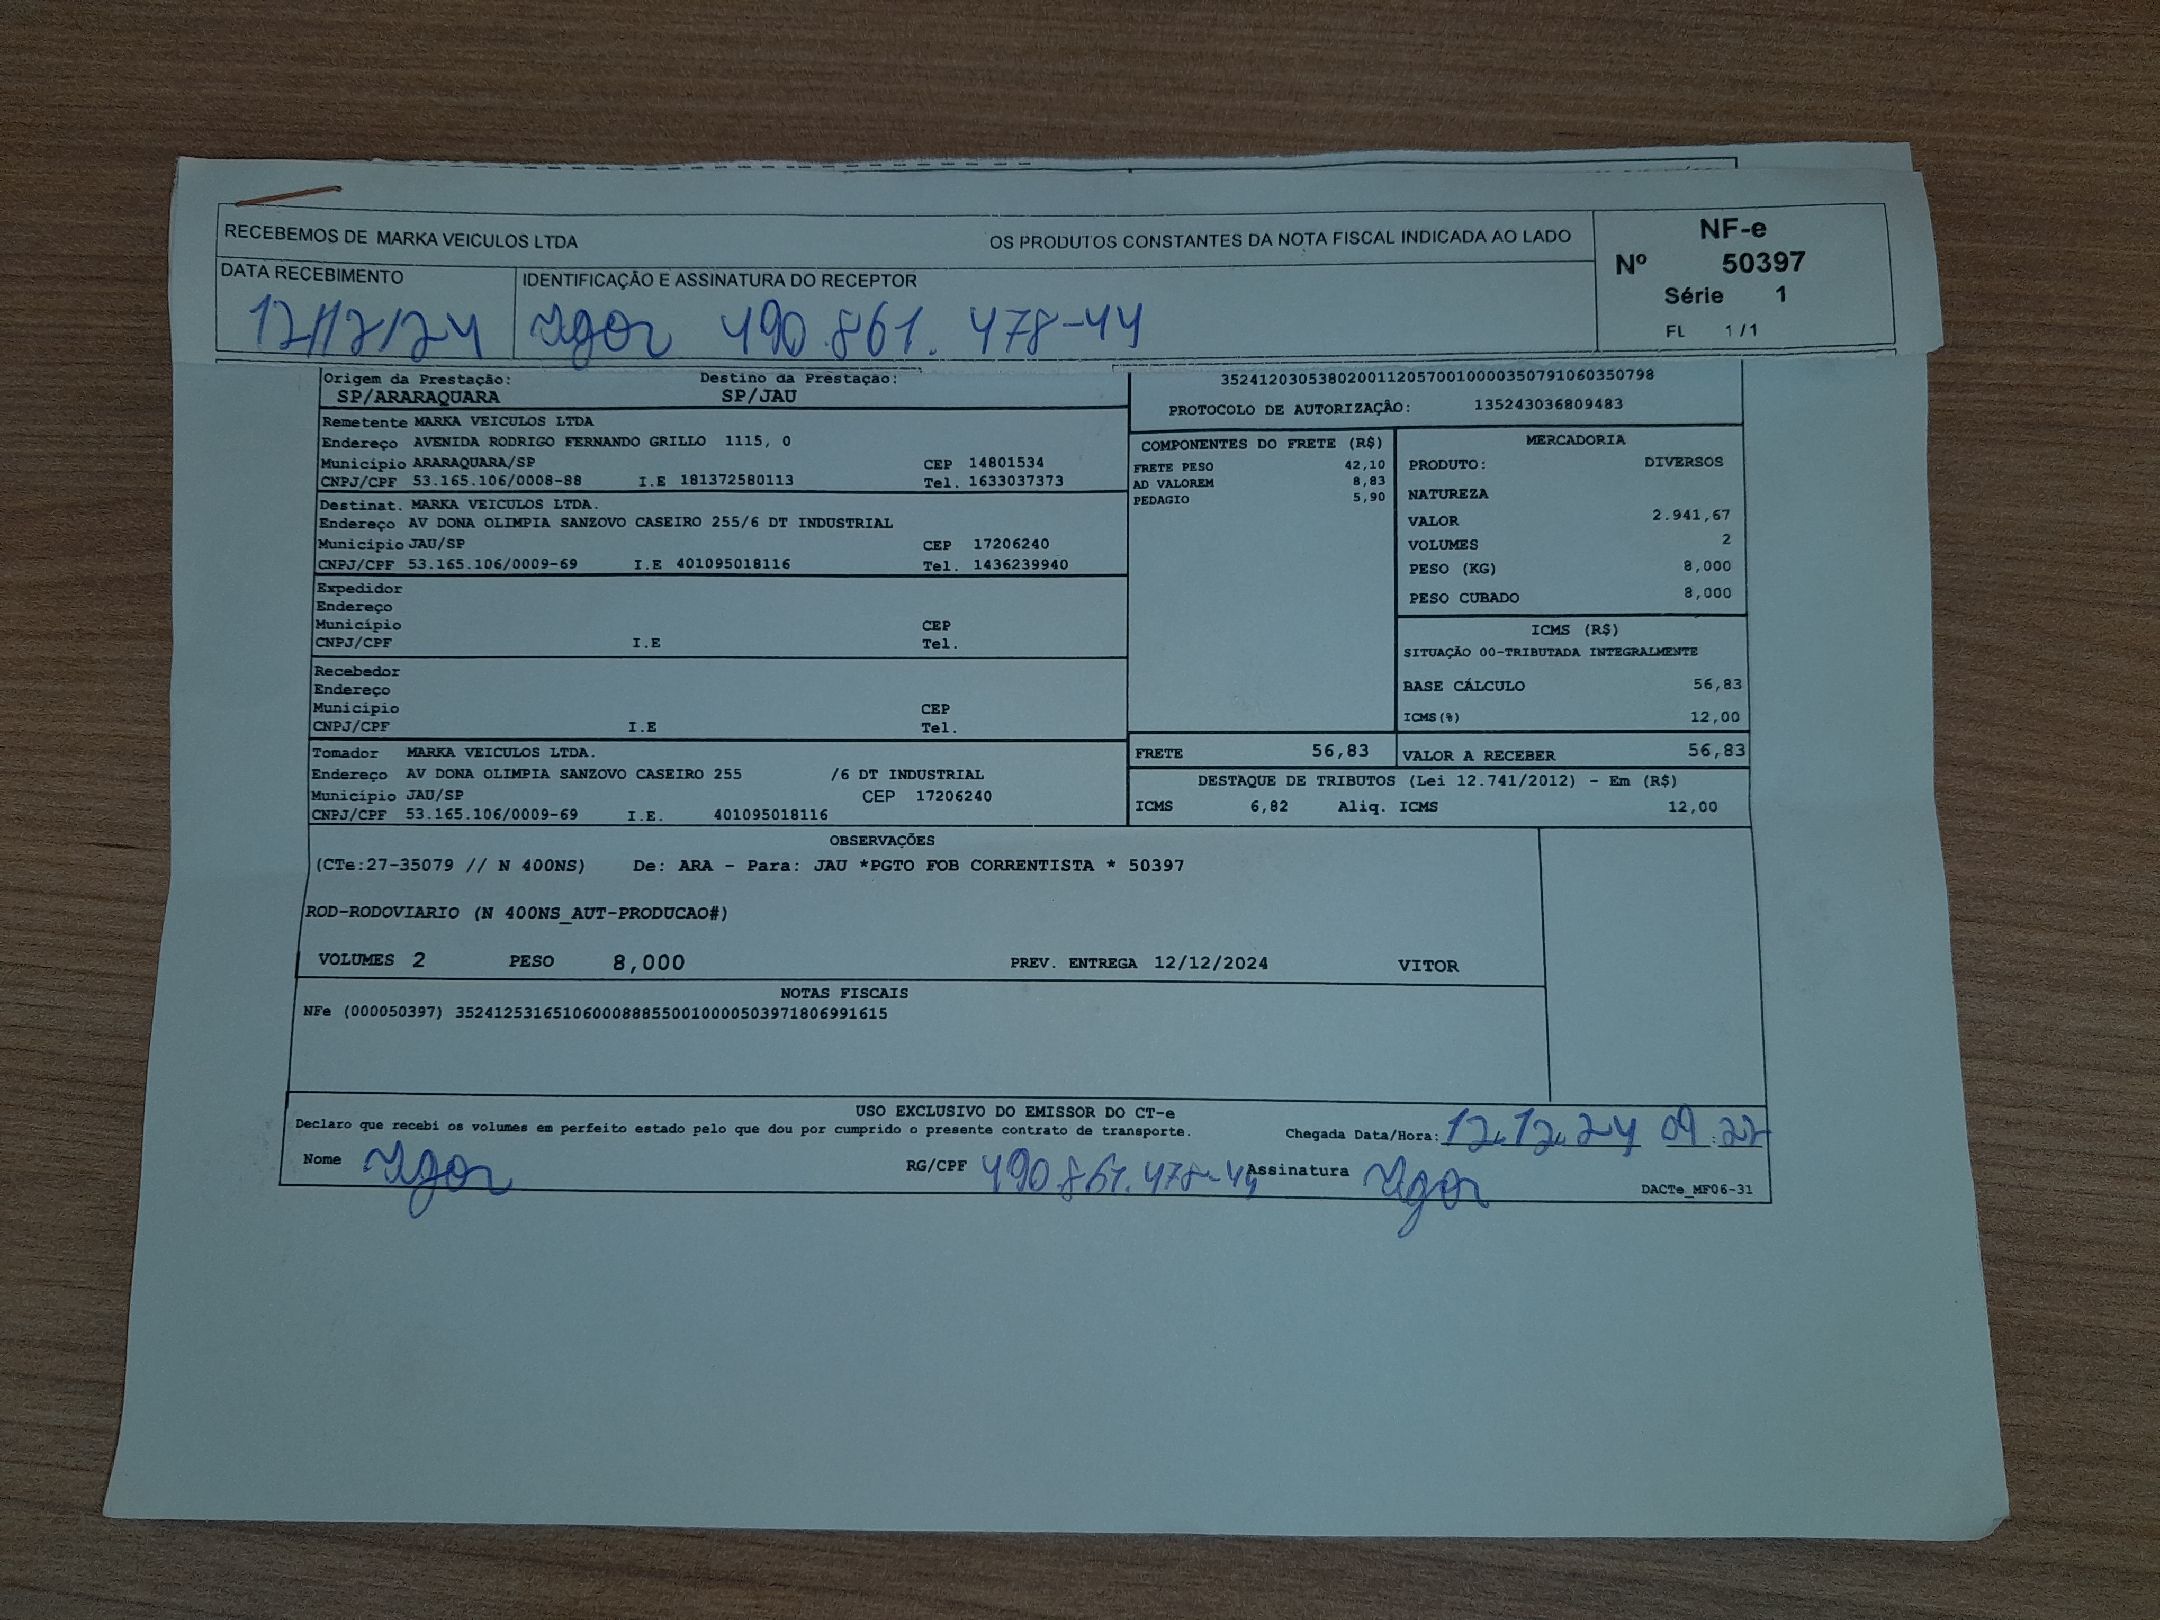 RECEBEMOS DE MARKA VEICULOS LTDA OS PRODUTOS CONSTANTES DA NOTA FISCAL INDICADA AO LADO
NF-e
Nº 50397
Série 1
FL 1 / 1
DATA RECEBIMENTO IDENTIFICAÇÃO E ASSINATURA DO RECEPTOR
12/12/24 Igor 490.861.478-44
Origem da Prestação: Destino da Prestação:
SP/ARARAQUARA SP/JAU
35241203053802001120570010000350791060350798
PROTOCOLO DE AUTORIZAÇÃO: 135243036809483
Remetente MARKA VEICULOS LTDA
Endereço AVENIDA RODRIGO FERNANDO GRILLO 1115, 0
Município ARARAQUARA/SP CEP 14801534
CNPJ/CPF 53.165.106/0008-88 I.E 181372580113 Tel. 1633037373
Destinat. MARKA VEICULOS LTDA.
Endereço AV DONA OLIMPIA SANZOVO CASEIRO 255/6 DT INDUSTRIAL
Município JAU/SP CEP 17206240
CNPJ/CPF 53.165.106/0009-69 I.E 401095018116 Tel. 1436239940
Expedidor
Endereço
Município CEP
CNPJ/CPF I.E Tel.
Recebedor
Endereço
Município CEP
CNPJ/CPF I.E Tel.
Tomador MARKA VEICULOS LTDA.
Endereço AV DONA OLIMPIA SANZOVO CASEIRO 255 /6 DT INDUSTRIAL
Município JAU/SP CEP 17206240
CNPJ/CPF 53.165.106/0009-69 I.E. 401095018116
COMPONENTES DO FRETE (R$)
FRETE PESO 42,10
AD VALOREM 8,83
PEDAGIO 5,90
MERCADORIA
PRODUTO: DIVERSOS
NATUREZA
VALOR 2.941,67
VOLUMES 2
PESO (KG) 8,000
PESO CUBADO 8,000
ICMS (R$)
SITUAÇÃO 00-TRIBUTADA INTEGRALMENTE
BASE CÁLCULO 56,83
ICMS(%) 12,00
FRETE 56,83 VALOR A RECEBER 56,83
DESTAQUE DE TRIBUTOS (Lei 12.741/2012) - Em (R$)
ICMS 6,82 Aliq. ICMS 12,00
OBSERVAÇÕES
(CTe:27-35079 // N 400NS) De: ARA - Para: JAU *PGTO FOB CORRENTISTA * 50397
ROD-RODOVIARIO (N 400NS_AUT-PRODUCAO#)
VOLUMES 2 PESO 8,000 PREV. ENTREGA 12/12/2024 VITOR
NOTAS FISCAIS
NFe (000050397) 35241253165106000888550010000503971806991615
USO EXCLUSIVO DO EMISSOR DO CT-e
Declaro que recebi os volumes em perfeito estado pelo que dou por cumprido o presente contrato de transporte. Chegada Data/Hora: 12.12.24 09:22
Nome Igor RG/CPF 490.861.478-44 Assinatura Igor
DACTe_MF06-31